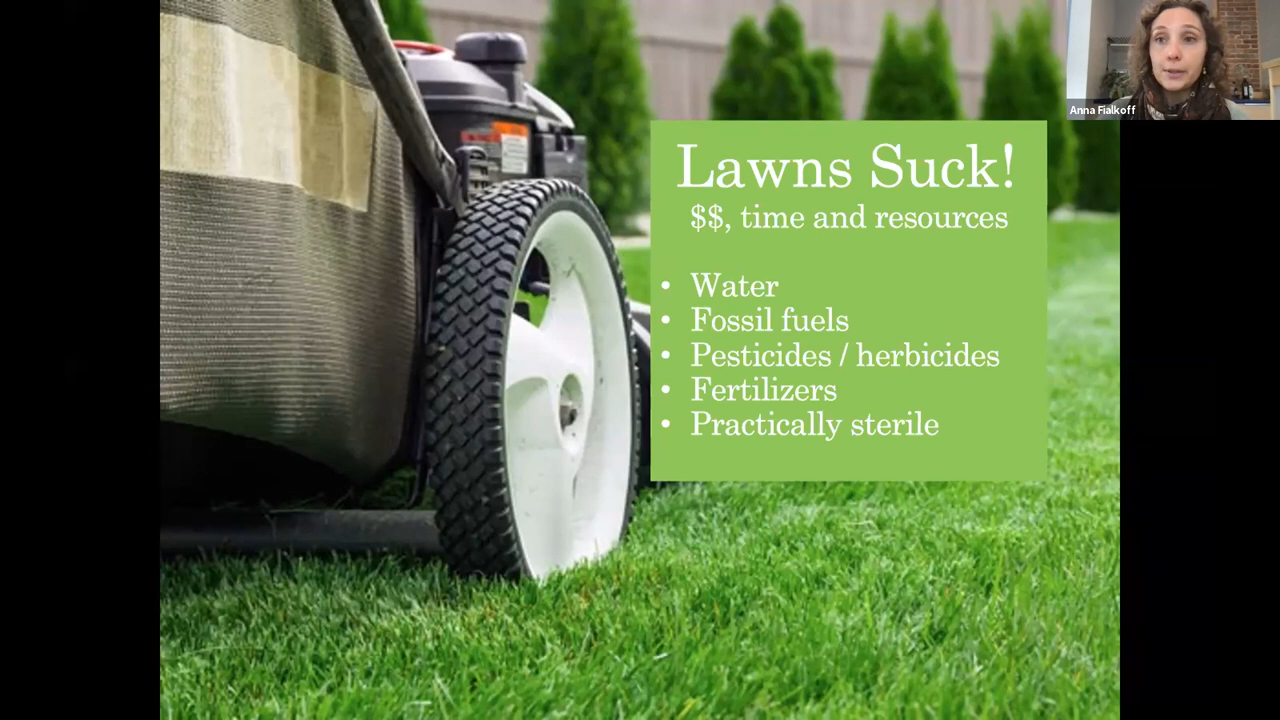 Anna Fialkoff
Lawns Suck!
$$, time and resources
• Water
• Fossil fuels
• Pesticides / herbicides
• Fertilizers
• Practically sterile